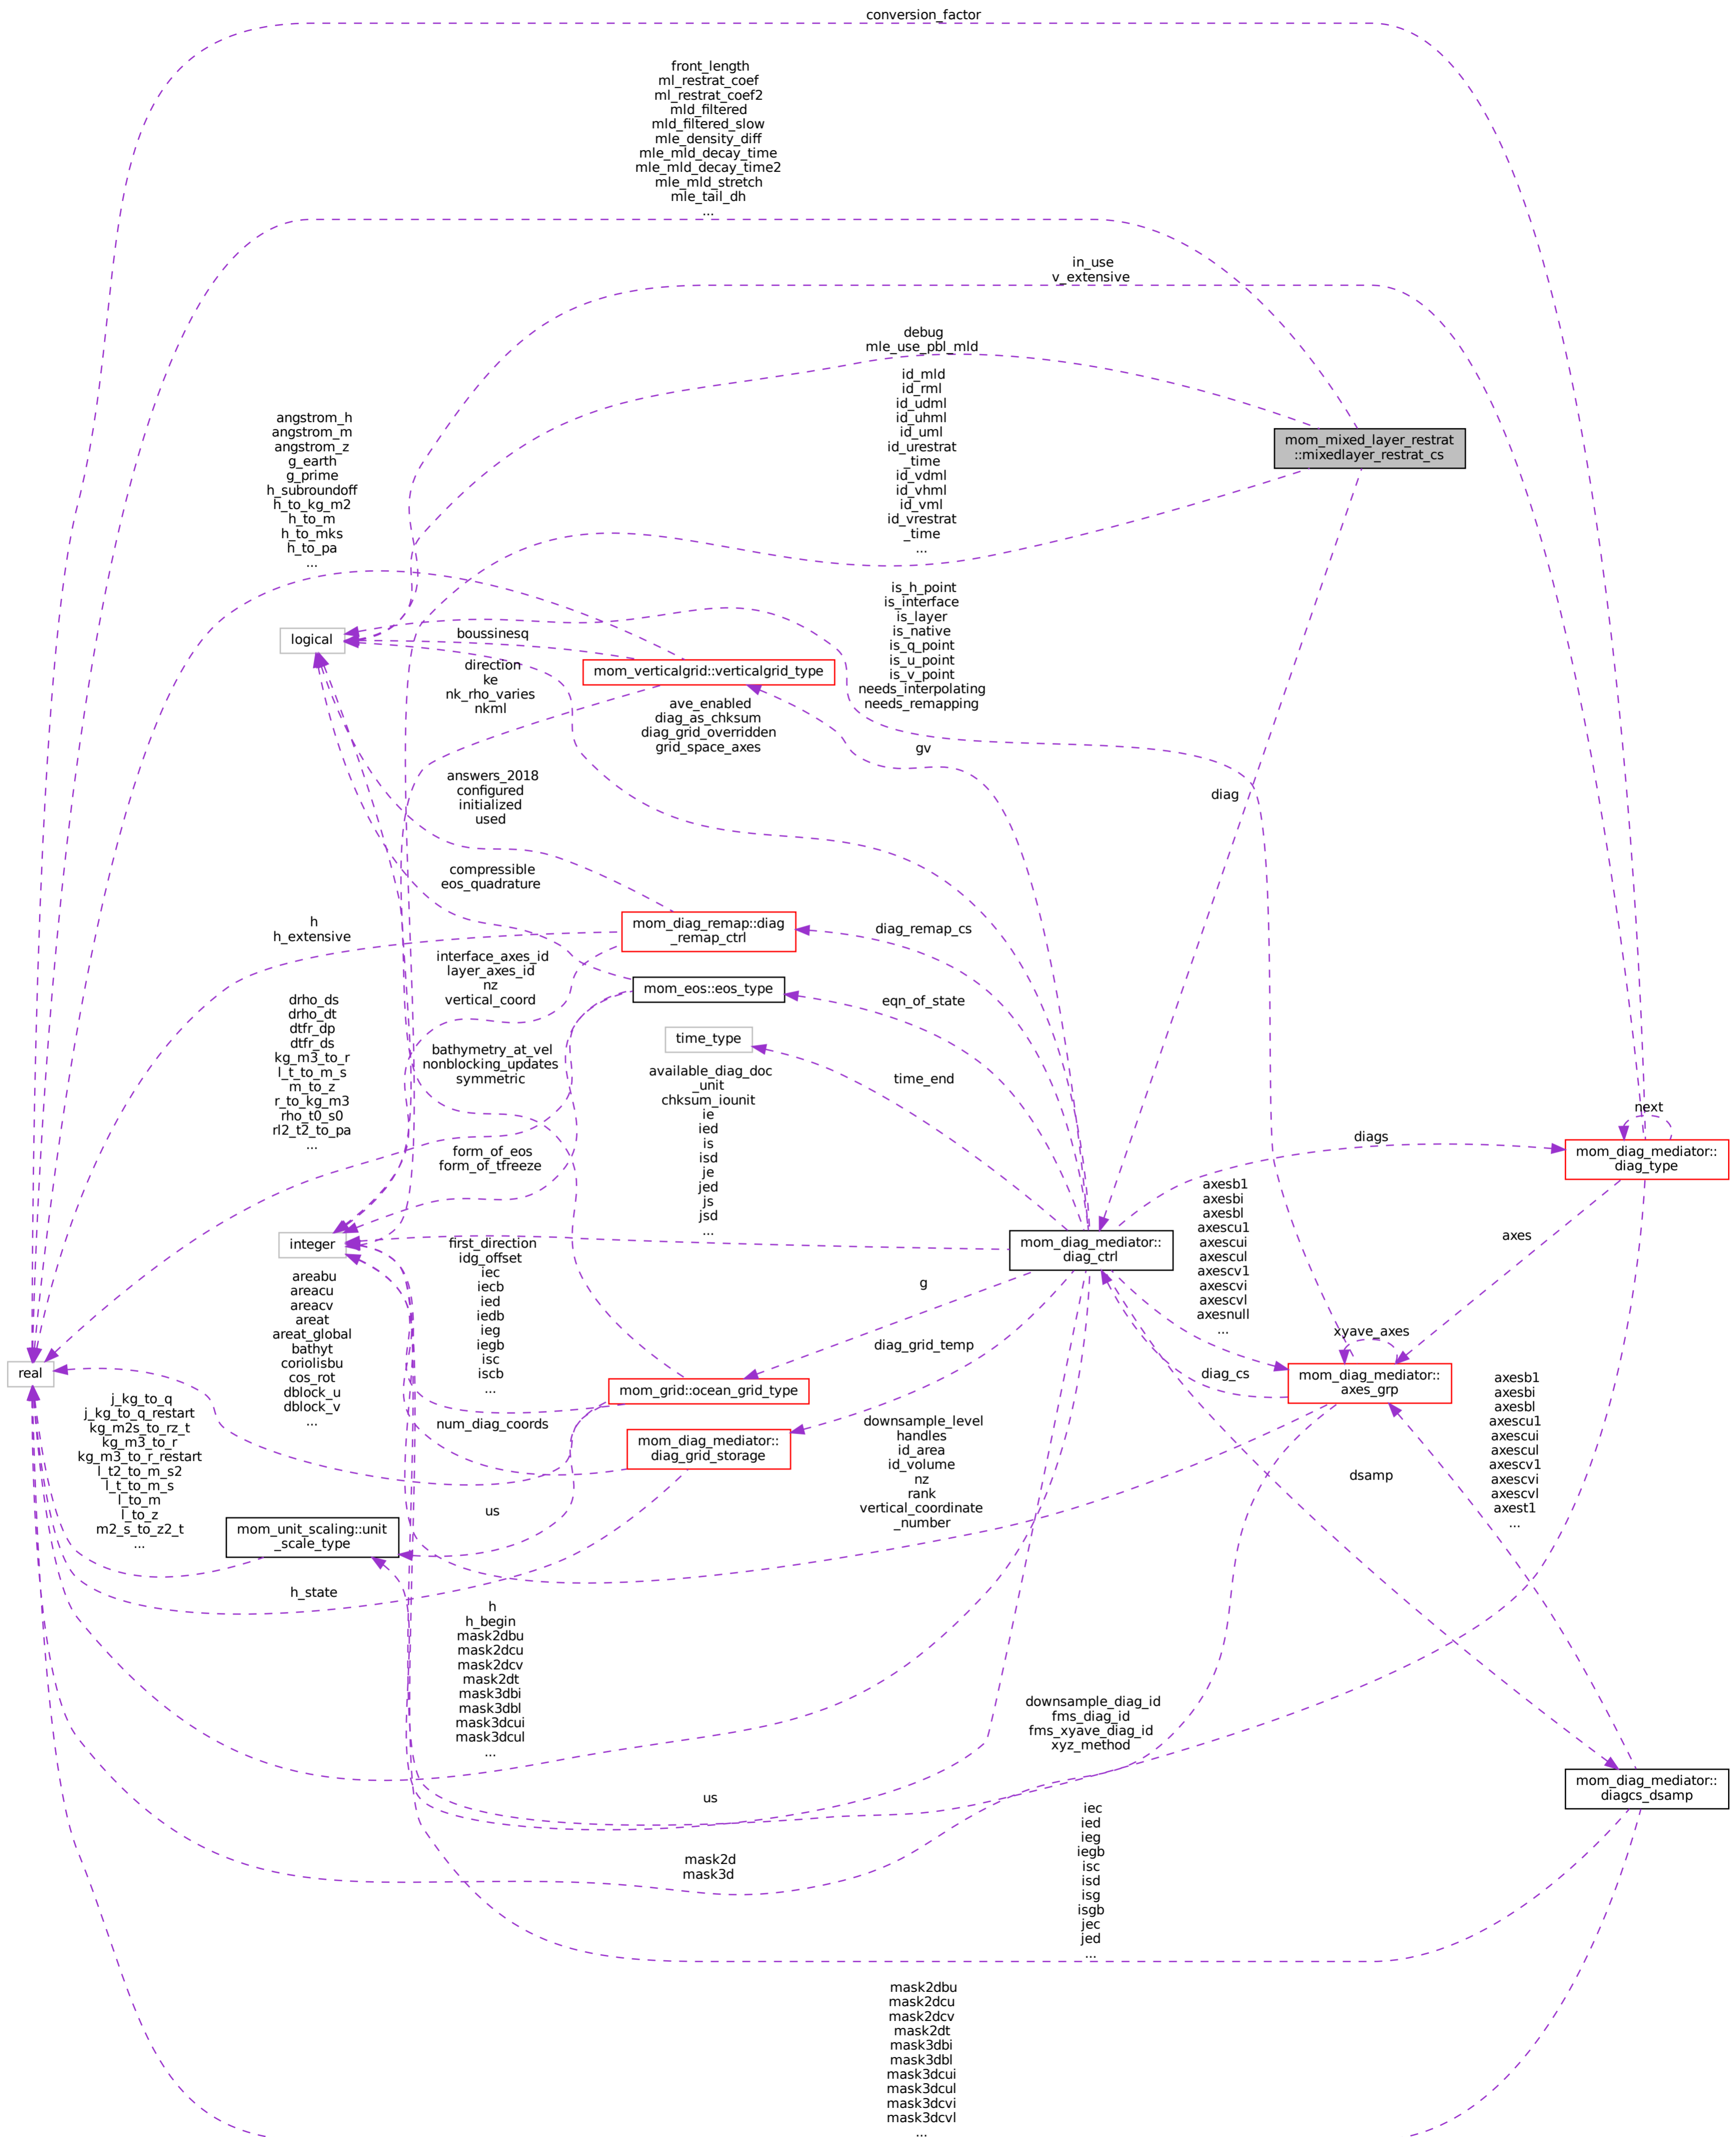 conversion_factor
front_length
ml_restrat_coef
ml_restrat_coef2
mld_filtered
mld_filtered_slow
mle_density_diff
mle_mld_decay_time
mle_mld_decay_time2
mle_mld_stretch
mle_tail_dh
...
in_use
v_extensive
debug
mle_use_pbl_mld
id_mld
id_rml
id_udml
id_uhml
id_uml
id_urestrat
_time
id_vdml
id_vhml
id_vml
id_vrestrat
_time
...
mom_mixed_layer_restrat
::mixedlayer_restrat_cs
angstrom_h
angstrom_m
angstrom_z
g_earth
g_prime
h_subroundoff
h_to_kg_m2
h_to_m
h_to_mks
h_to_pa
...
is_h_point
is_interface
is_layer
is_native
is_q_point
is_u_point
is_v_point
needs_interpolating
needs_remapping
logical
boussinesq
mom_verticalgrid::verticalgrid_type
direction
ke
nk_rho_varies
nkml
ave_enabled
diag_as_chksum
diag_grid_overridden
grid_space_axes
gv
diag
answers_2018
configured
initialized
used
compressible
eos_quadrature
mom_diag_remap::diag
_remap_ctrl
diag_remap_cs
h
h_extensive
interface_axes_id
layer_axes_id
nz
vertical_coord
mom_eos::eos_type
eqn_of_state
drho_ds
drho_dt
dtfr_dp
dtfr_ds
kg_m3_to_r
l_t_to_m_s
m_to_z
r_to_kg_m3
rho_t0_s0
rl2_t2_to_pa
...
time_type
bathymetry_at_vel
nonblocking_updates
symmetric
time_end
available_diag_doc
_unit
chksum_iounit
ie
ied
is
isd
je
jed
js
jsd
...
next
diags
mom_diag_mediator::
diag_type
form_of_eos
form_of_tfreeze
axesb1
axesbi
axesbl
axescu1
axescui
axescul
axescv1
axescvi
axescvl
axesnull
...
axes
integer
mom_diag_mediator::
diag_ctrl
first_direction
idg_offset
iec
iecb
ied
iedb
ieg
iegb
isc
iscb
...
areabu
areacu
areacv
areat
areat_global
bathyt
coriolisbu
cos_rot
dblock_u
dblock_v
...
g
diag_grid_temp
xyave_axes
real
mom_grid::ocean_grid_type
diag_cs
mom_diag_mediator::
axes_grp
j_kg_to_q
j_kg_to_q_restart
kg_m2s_to_rz_t
kg_m3_to_r
kg_m3_to_r_restart
l_t2_to_m_s2
l_t_to_m_s
l_to_m
l_to_z
m2_s_to_z2_t
...
num_diag_coords
mom_diag_mediator::
diag_grid_storage
downsample_level
handles
id_area
id_volume
nz
rank
vertical_coordinate
_number
axesb1
axesbi
axesbl
axescu1
axescui
axescul
axescv1
axescvi
axescvl
axest1
...
dsamp
us
mom_unit_scaling::unit
_scale_type
h_state
h
h_begin
mask2dbu
mask2dcu
mask2dcv
mask2dt
mask3dbi
mask3dbl
mask3dcui
mask3dcul
...
downsample_diag_id
fms_diag_id
fms_xyave_diag_id
xyz_method
mom_diag_mediator::
diagcs_dsamp
us
iec
ied
ieg
iegb
isc
isd
isg
isgb
jec
jed
...
mask2d
mask3d
mask2dbu
mask2dcu
mask2dcv
mask2dt
mask3dbi
mask3dbl
mask3dcui
mask3dcul
mask3dcvi
mask3dcvl
...